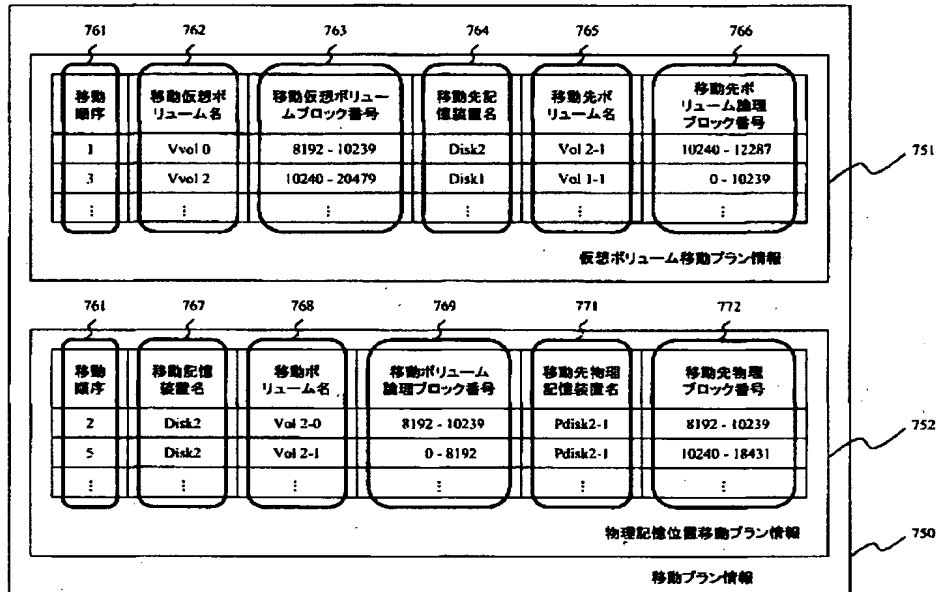 761 762 763 764 765 766
移動順序 移動仮想ボリューム名 移動仮想ボリュームブロック番号 移動先記憶装置名 移動先ボリューム名 移動先ボリューム論理ブロック番号
1 Vvol 0 8192 - 10239 Disk2 Vol 2-1 10240 - 12287
3 Vvol 2 10240 - 20479 Disk1 Vol 1-1 0 - 10239
⋮ ⋮ ⋮ ⋮ ⋮ ⋮
仮想ボリューム移動プラン情報
751
761 767 768 769 771 772
移動順序 移動記憶装置名 移動ボリューム名 移動ボリューム論理ブロック番号 移動先物理記憶装置名 移動先物理ブロック番号
2 Disk2 Vol 2-0 8192 - 10239 Pdisk2-1 8192 - 10239
5 Disk2 Vol 2-1 0 - 8192 Pdisk2-1 10240 - 18431
⋮ ⋮ ⋮ ⋮ ⋮ ⋮
物理記憶位置移動プラン情報
752
移動プラン情報
750